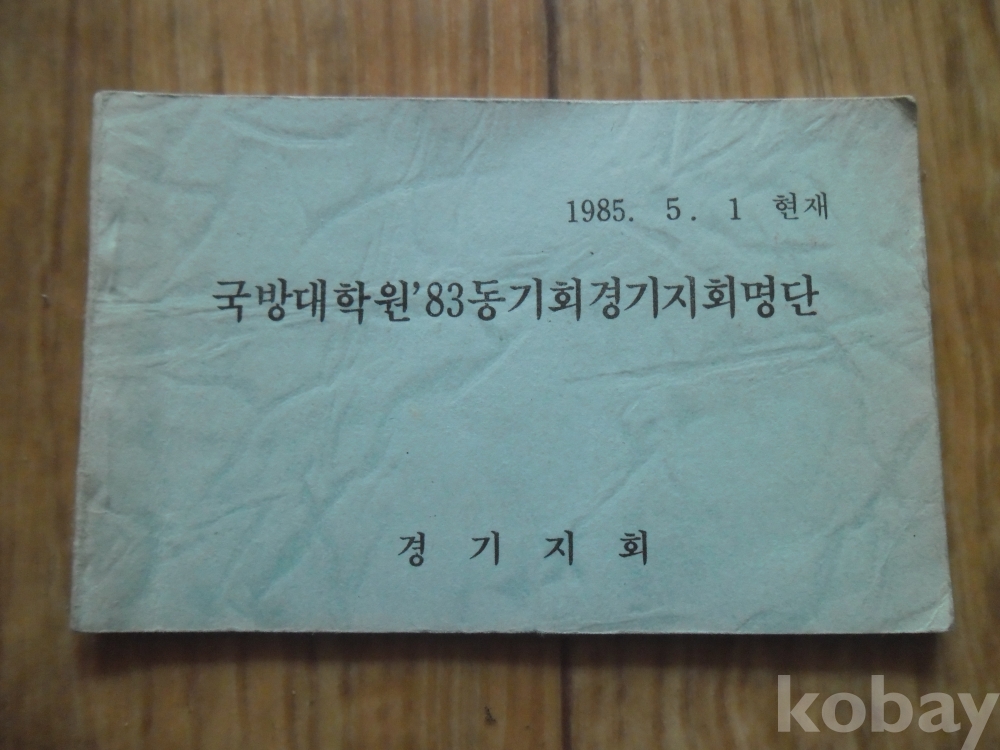 1985. 5. 1 현재
국방대학원'83동기회경기지회명단
경 기 지 회
kobay